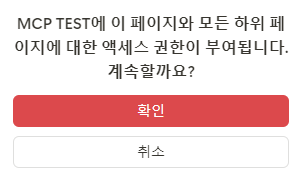 MCP TEST에 이 페이지와 모든 하위 페
이지에 대한 액세스 권한이 부여됩니다.
계속할까요?
확인
취소